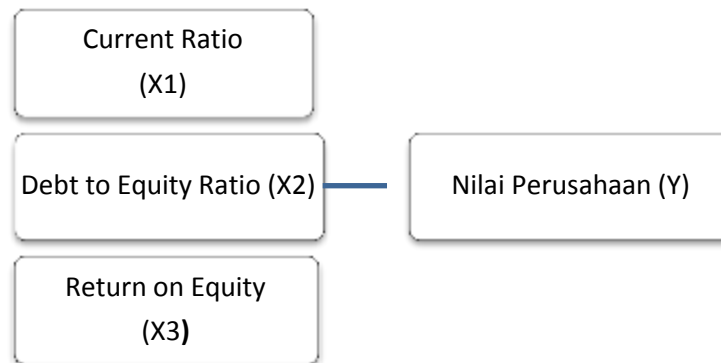 Current Ratio
(X1)
Debt to Equity Ratio (X2)
Nilai Perusahaan (Y)
Return on Equity
(X3)